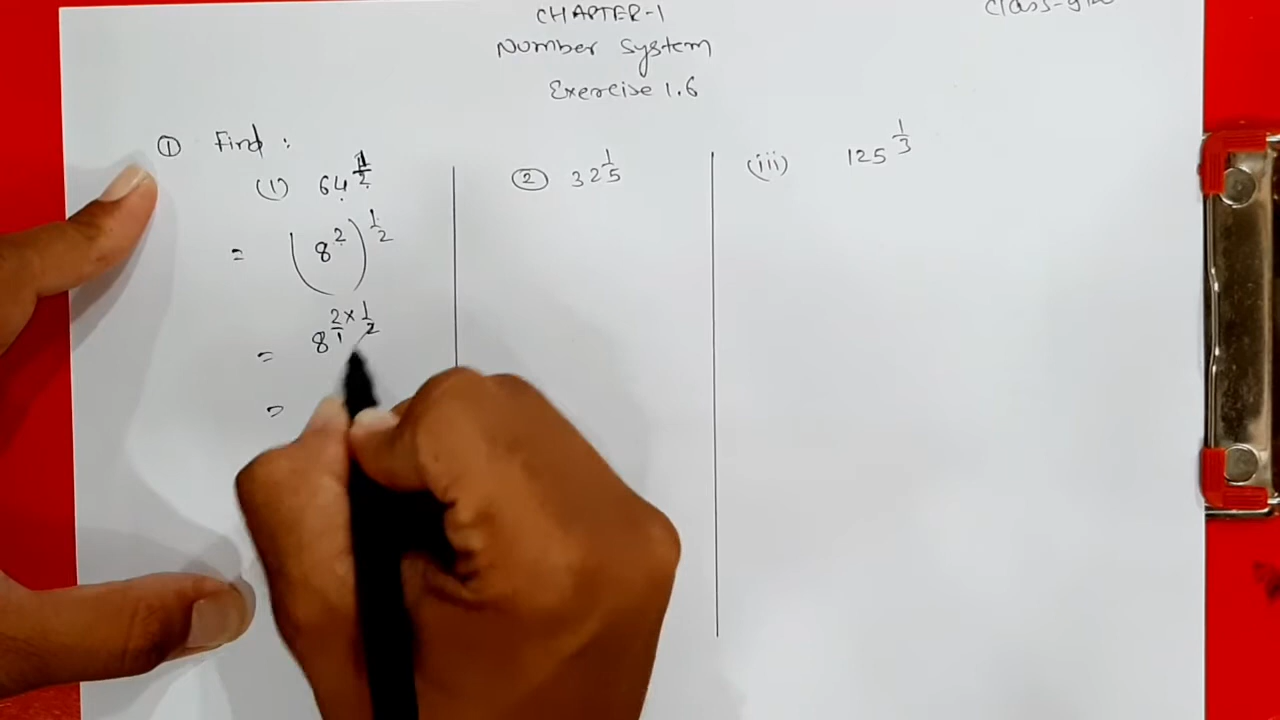 CHAPTER-1
Number System
Exercise 1.6
① Find :
(1) 64^1/2
= (8^2)^1/2
= 8^2/1 × 1/2
=
② 32^1/5
(iii) 125^1/3